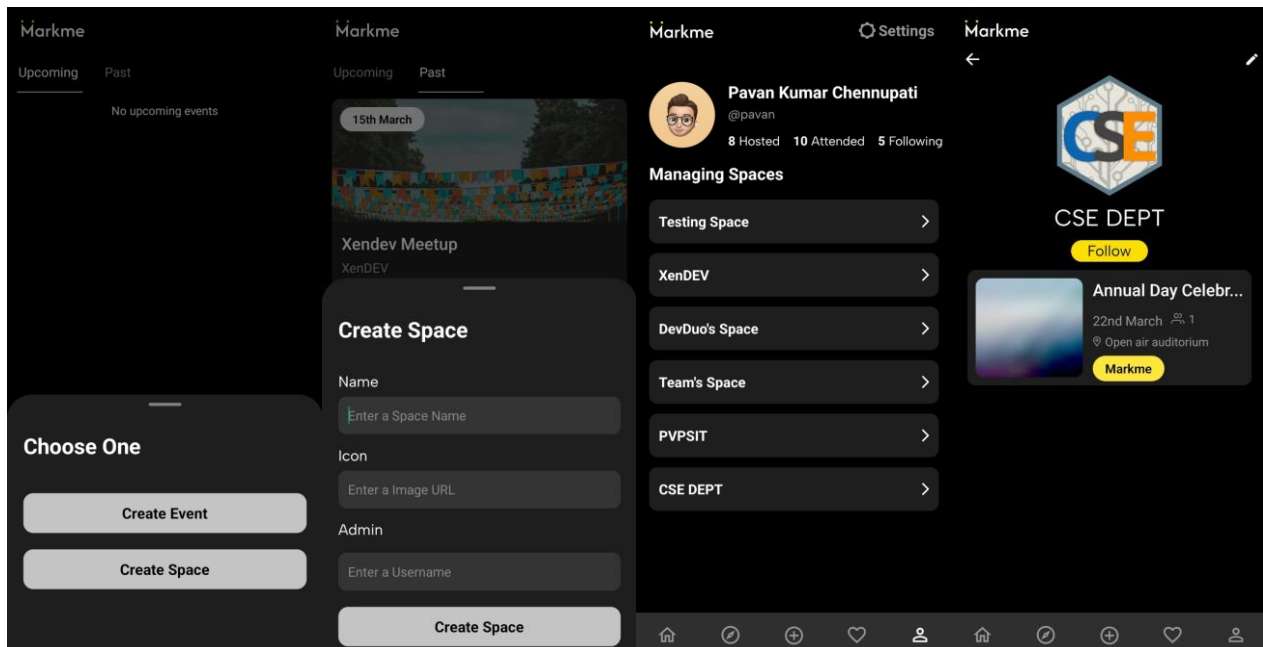 Markme
Upcoming Past
No upcoming events
Choose One
Create Event
Create Space
Markme
Upcoming Past
15th March
Xendev Meetup
XenDEV
Create Space
Name
Enter a Space Name
Icon
Enter a Image URL
Admin
Enter a Username
Create Space
Markme
Settings
Pavan Kumar Chennupati
@pavan
8 Hosted 10 Attended 5 Following
Managing Spaces
Testing Space
XenDEV
DevDuo's Space
Team's Space
PVPSIT
CSE DEPT
Markme
CSE
CSE DEPT
Follow
Annual Day Celebr...
22nd March 1
Open air auditorium
Markme